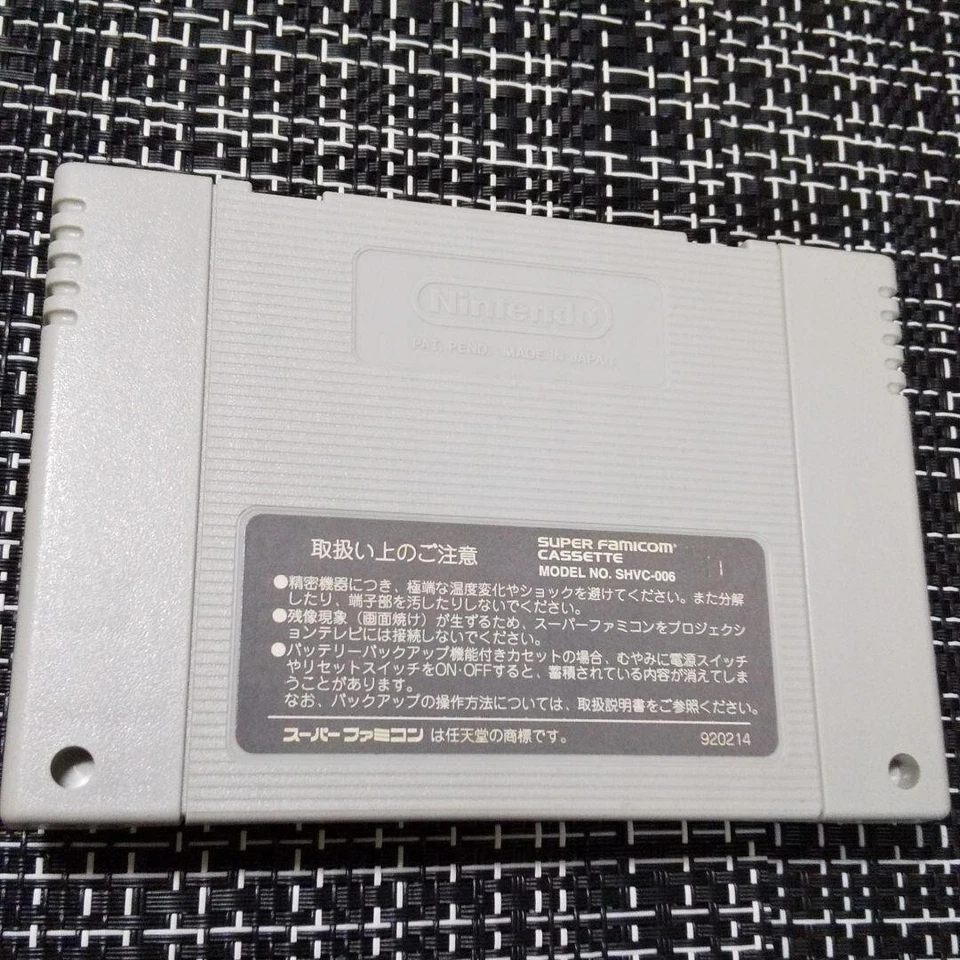 Nintendo
PAT. PEND. MADE IN JAPAN
取扱い上のご注意
SUPER FAMICOM
CASSETTE
MODEL NO. SHVC-006
●精密機器につき、極端な温度変化やショックを避けてください。また分解
したり、端子部を汚したりしないでください。
●残像現象（画面焼け）が生ずるため、スーパーファミコンをプロジェクシ
ョンテレビには接続しないでください。
●バッテリーバックアップ機能付きカセットの場合、むやみに電源スイッチ
やリセットスイッチをON·OFFすると、蓄積されている内容が消えてしま
うことがあります。
なお、バックアップの操作方法については、取扱説明書をご参照ください。
スーパーファミコン は任天堂の商標です。
920214